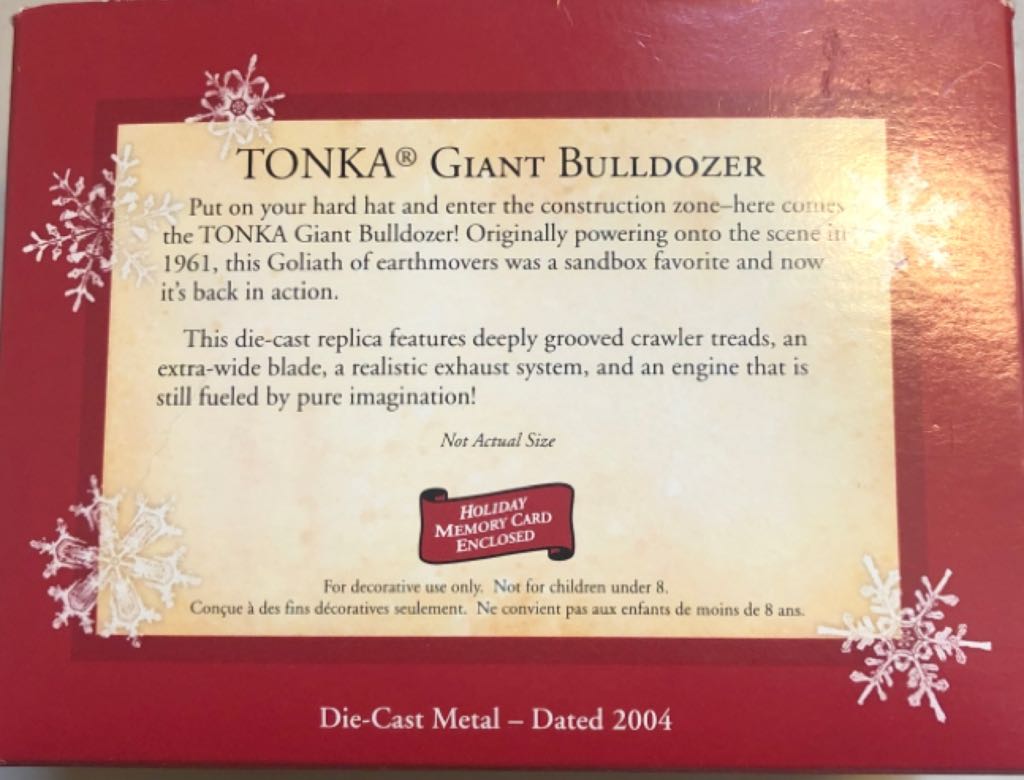 TONKA® GIANT BULLDOZER
Put on your hard hat and enter the construction zone–here comes
the TONKA Giant Bulldozer! Originally powering onto the scene in
1961, this Goliath of earthmovers was a sandbox favorite and now
it's back in action.
This die-cast replica features deeply grooved crawler treads, an
extra-wide blade, a realistic exhaust system, and an engine that is
still fueled by pure imagination!
Not Actual Size
HOLIDAY
MEMORY CARD
ENCLOSED
For decorative use only. Not for children under 8.
Conçue à des fins décoratives seulement. Ne convient pas aux enfants de moins de 8 ans.
Die-Cast Metal – Dated 2004